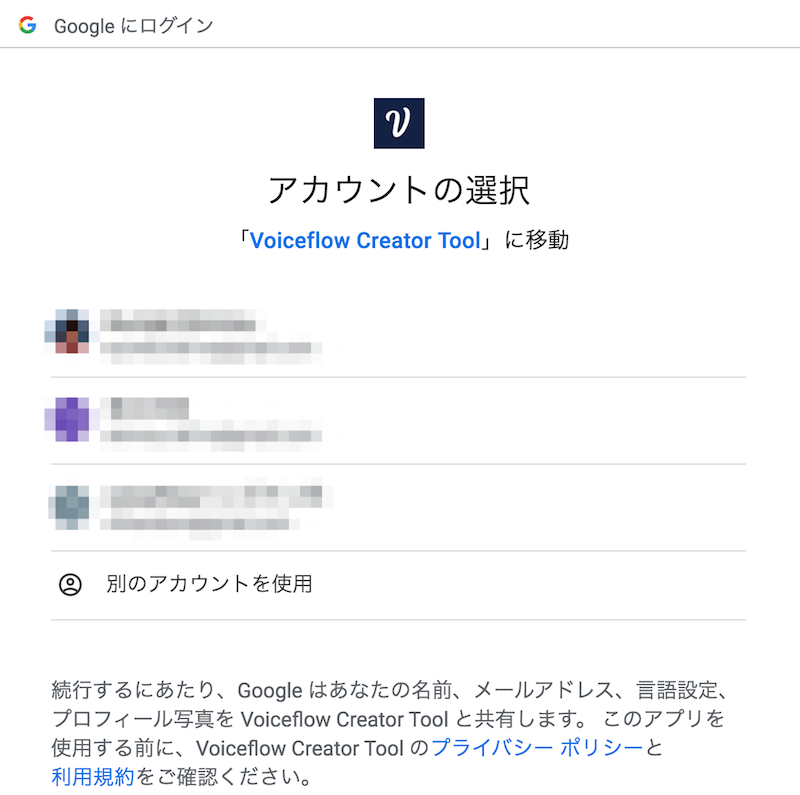 Google にログイン
アカウントの選択
「Voiceflow Creator Tool」に移動
別のアカウントを使用
続行するにあたり、Google はあなたの名前、メールアドレス、言語設定、
プロフィール写真を Voiceflow Creator Tool と共有します。 このアプリを
使用する前に、Voiceflow Creator Tool のプライバシー ポリシーと
利用規約をご確認ください。